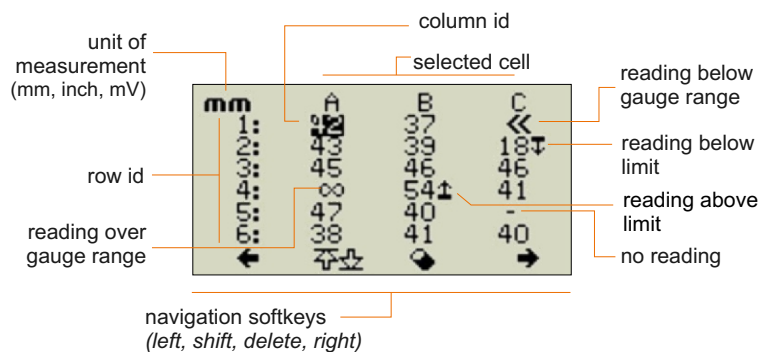 column id
unit of
measurement
(mm, inch, mV)
selected cell
reading below
gauge range
mm A B C
1: 37 «
2: 43 39 18
3: 45 46 46
4: ∞ 54 41
5: 47 40 -
6: 38 41 40
row id
reading below
limit
reading above
limit
reading over
gauge range
no reading
navigation softkeys
(left, shift, delete, right)